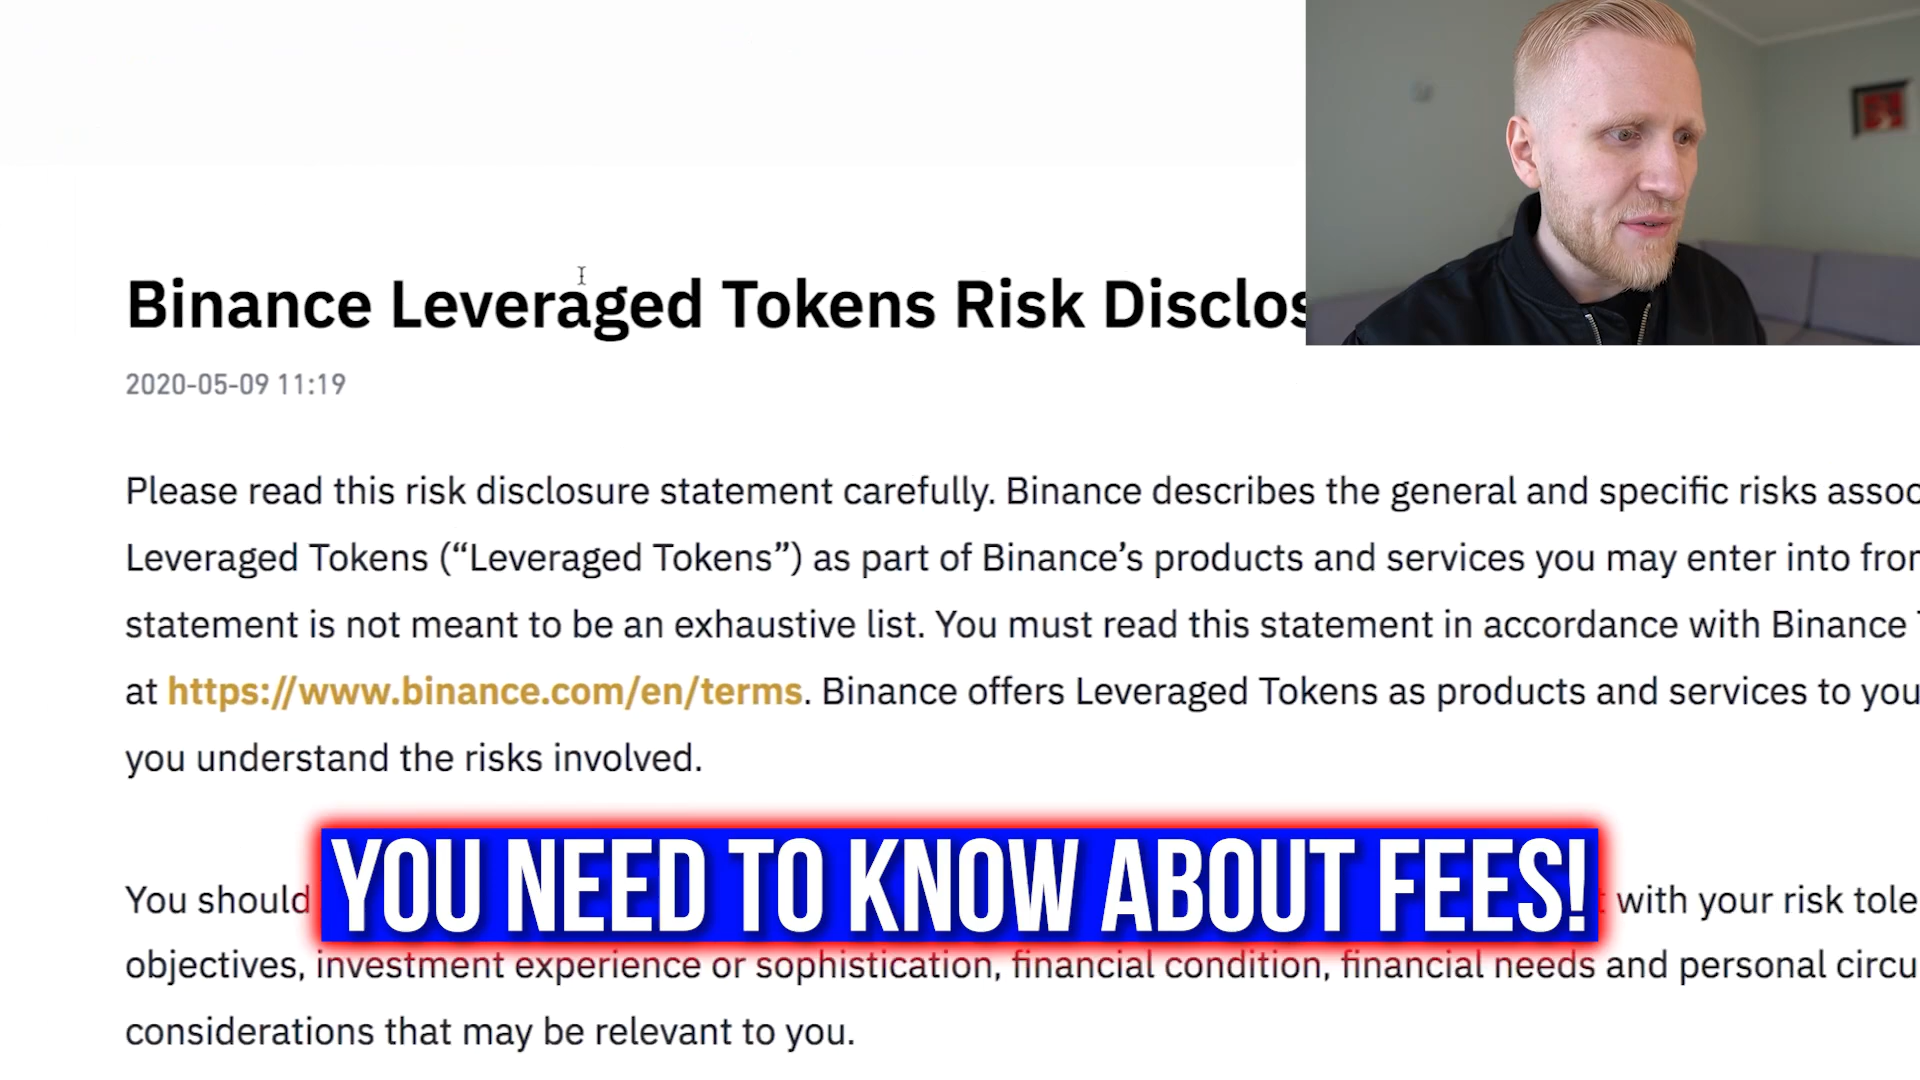 Binance Leveraged Tokens Risk Disclos
2020-05-09 11:19
Please read this risk disclosure statement carefully. Binance describes the general and specific risks assoc
Leveraged Tokens (“Leveraged Tokens”) as part of Binance’s products and services you may enter into from
statement is not meant to be an exhaustive list. You must read this statement in accordance with Binance
at https://www.binance.com/en/terms. Binance offers Leveraged Tokens as products and services to you
you understand the risks involved.
You should
YOU NEED TO KNOW ABOUT FEES!
with your risk tole
objectives, investment experience or sophistication, financial condition, financial needs and personal circu
considerations that may be relevant to you.